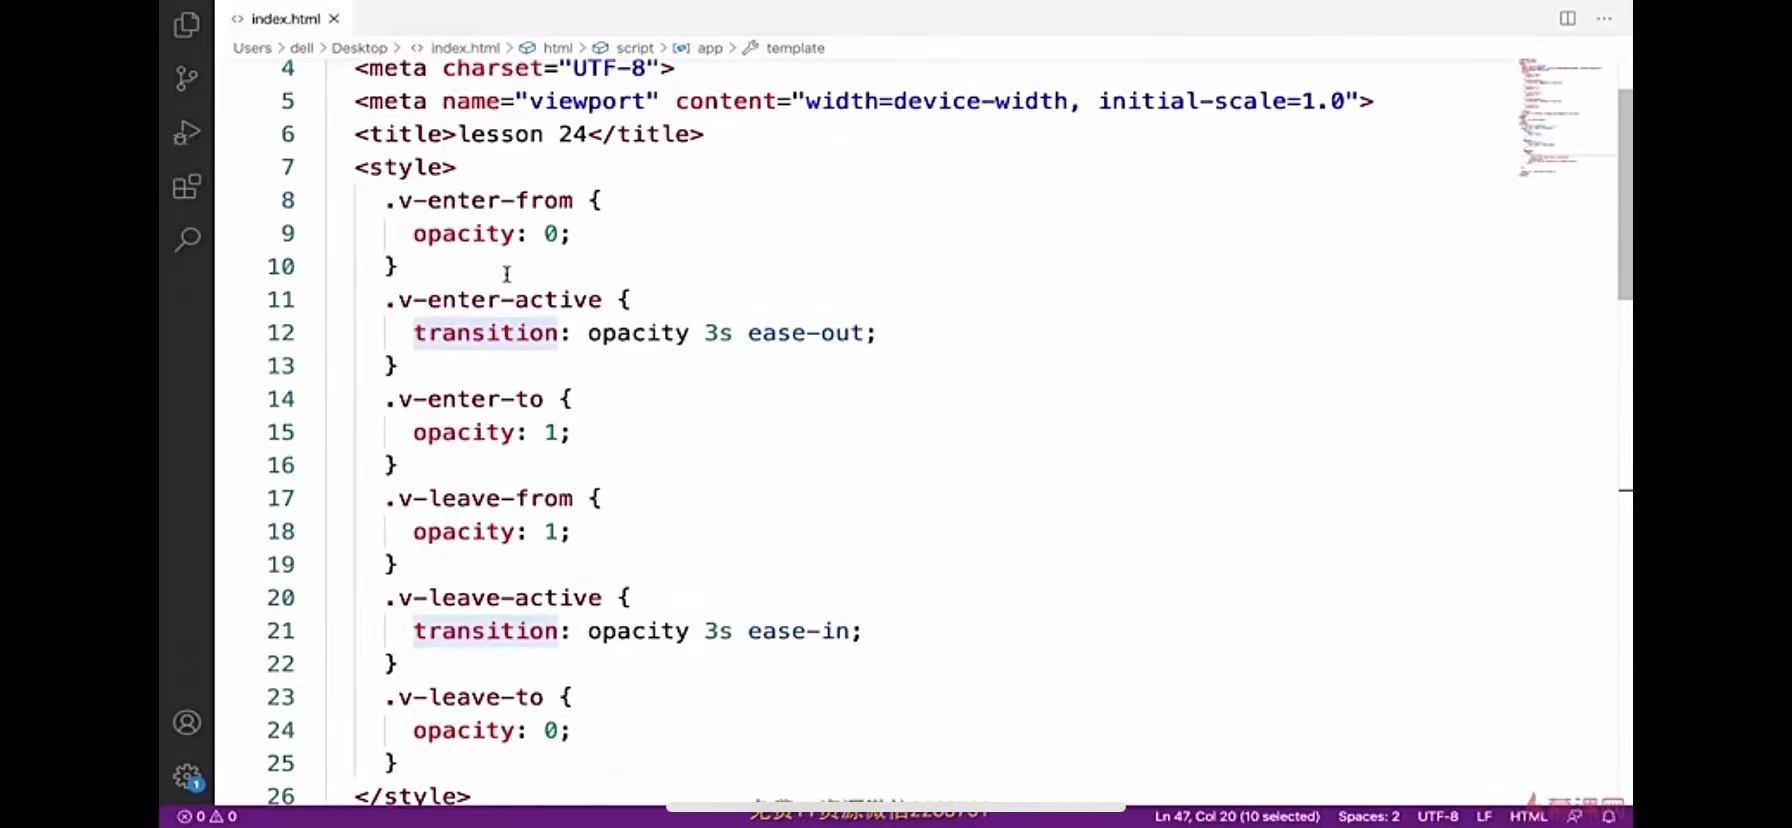 index.html
Users > dell > Desktop > index.html > html > script > app > template
4 <meta charset="UTF-8">
5 <meta name="viewport" content="width=device-width, initial-scale=1.0">
6 <title>lesson 24</title>
7 <style>
8 .v-enter-from {
9 opacity: 0;
10 }
11 .v-enter-active {
12 transition: opacity 3s ease-out;
13 }
14 .v-enter-to {
15 opacity: 1;
16 }
17 .v-leave-from {
18 opacity: 1;
19 }
20 .v-leave-active {
21 transition: opacity 3s ease-in;
22 }
23 .v-leave-to {
24 opacity: 0;
25 }
26 </style>
1
0 0 Ln 47, Col 20 (10 selected) Spaces: 2 UTF-8 LF HTML